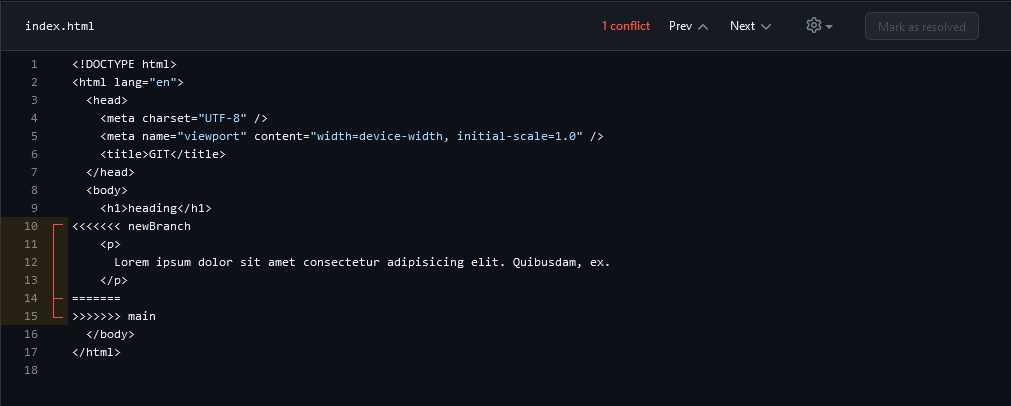 index.html 1 conflict Prev Next Mark as resolved
1 <!DOCTYPE html>
2 <html lang="en">
3   <head>
4     <meta charset="UTF-8" />
5     <meta name="viewport" content="width=device-width, initial-scale=1.0" />
6     <title>GIT</title>
7   </head>
8   <body>
9     <h1>heading</h1>
10 <<<<<<< newBranch
11     <p>
12       Lorem ipsum dolor sit amet consectetur adipisicing elit. Quibusdam, ex.
13     </p>
14 =======
15 >>>>>>> main
16   </body>
17 </html>
18